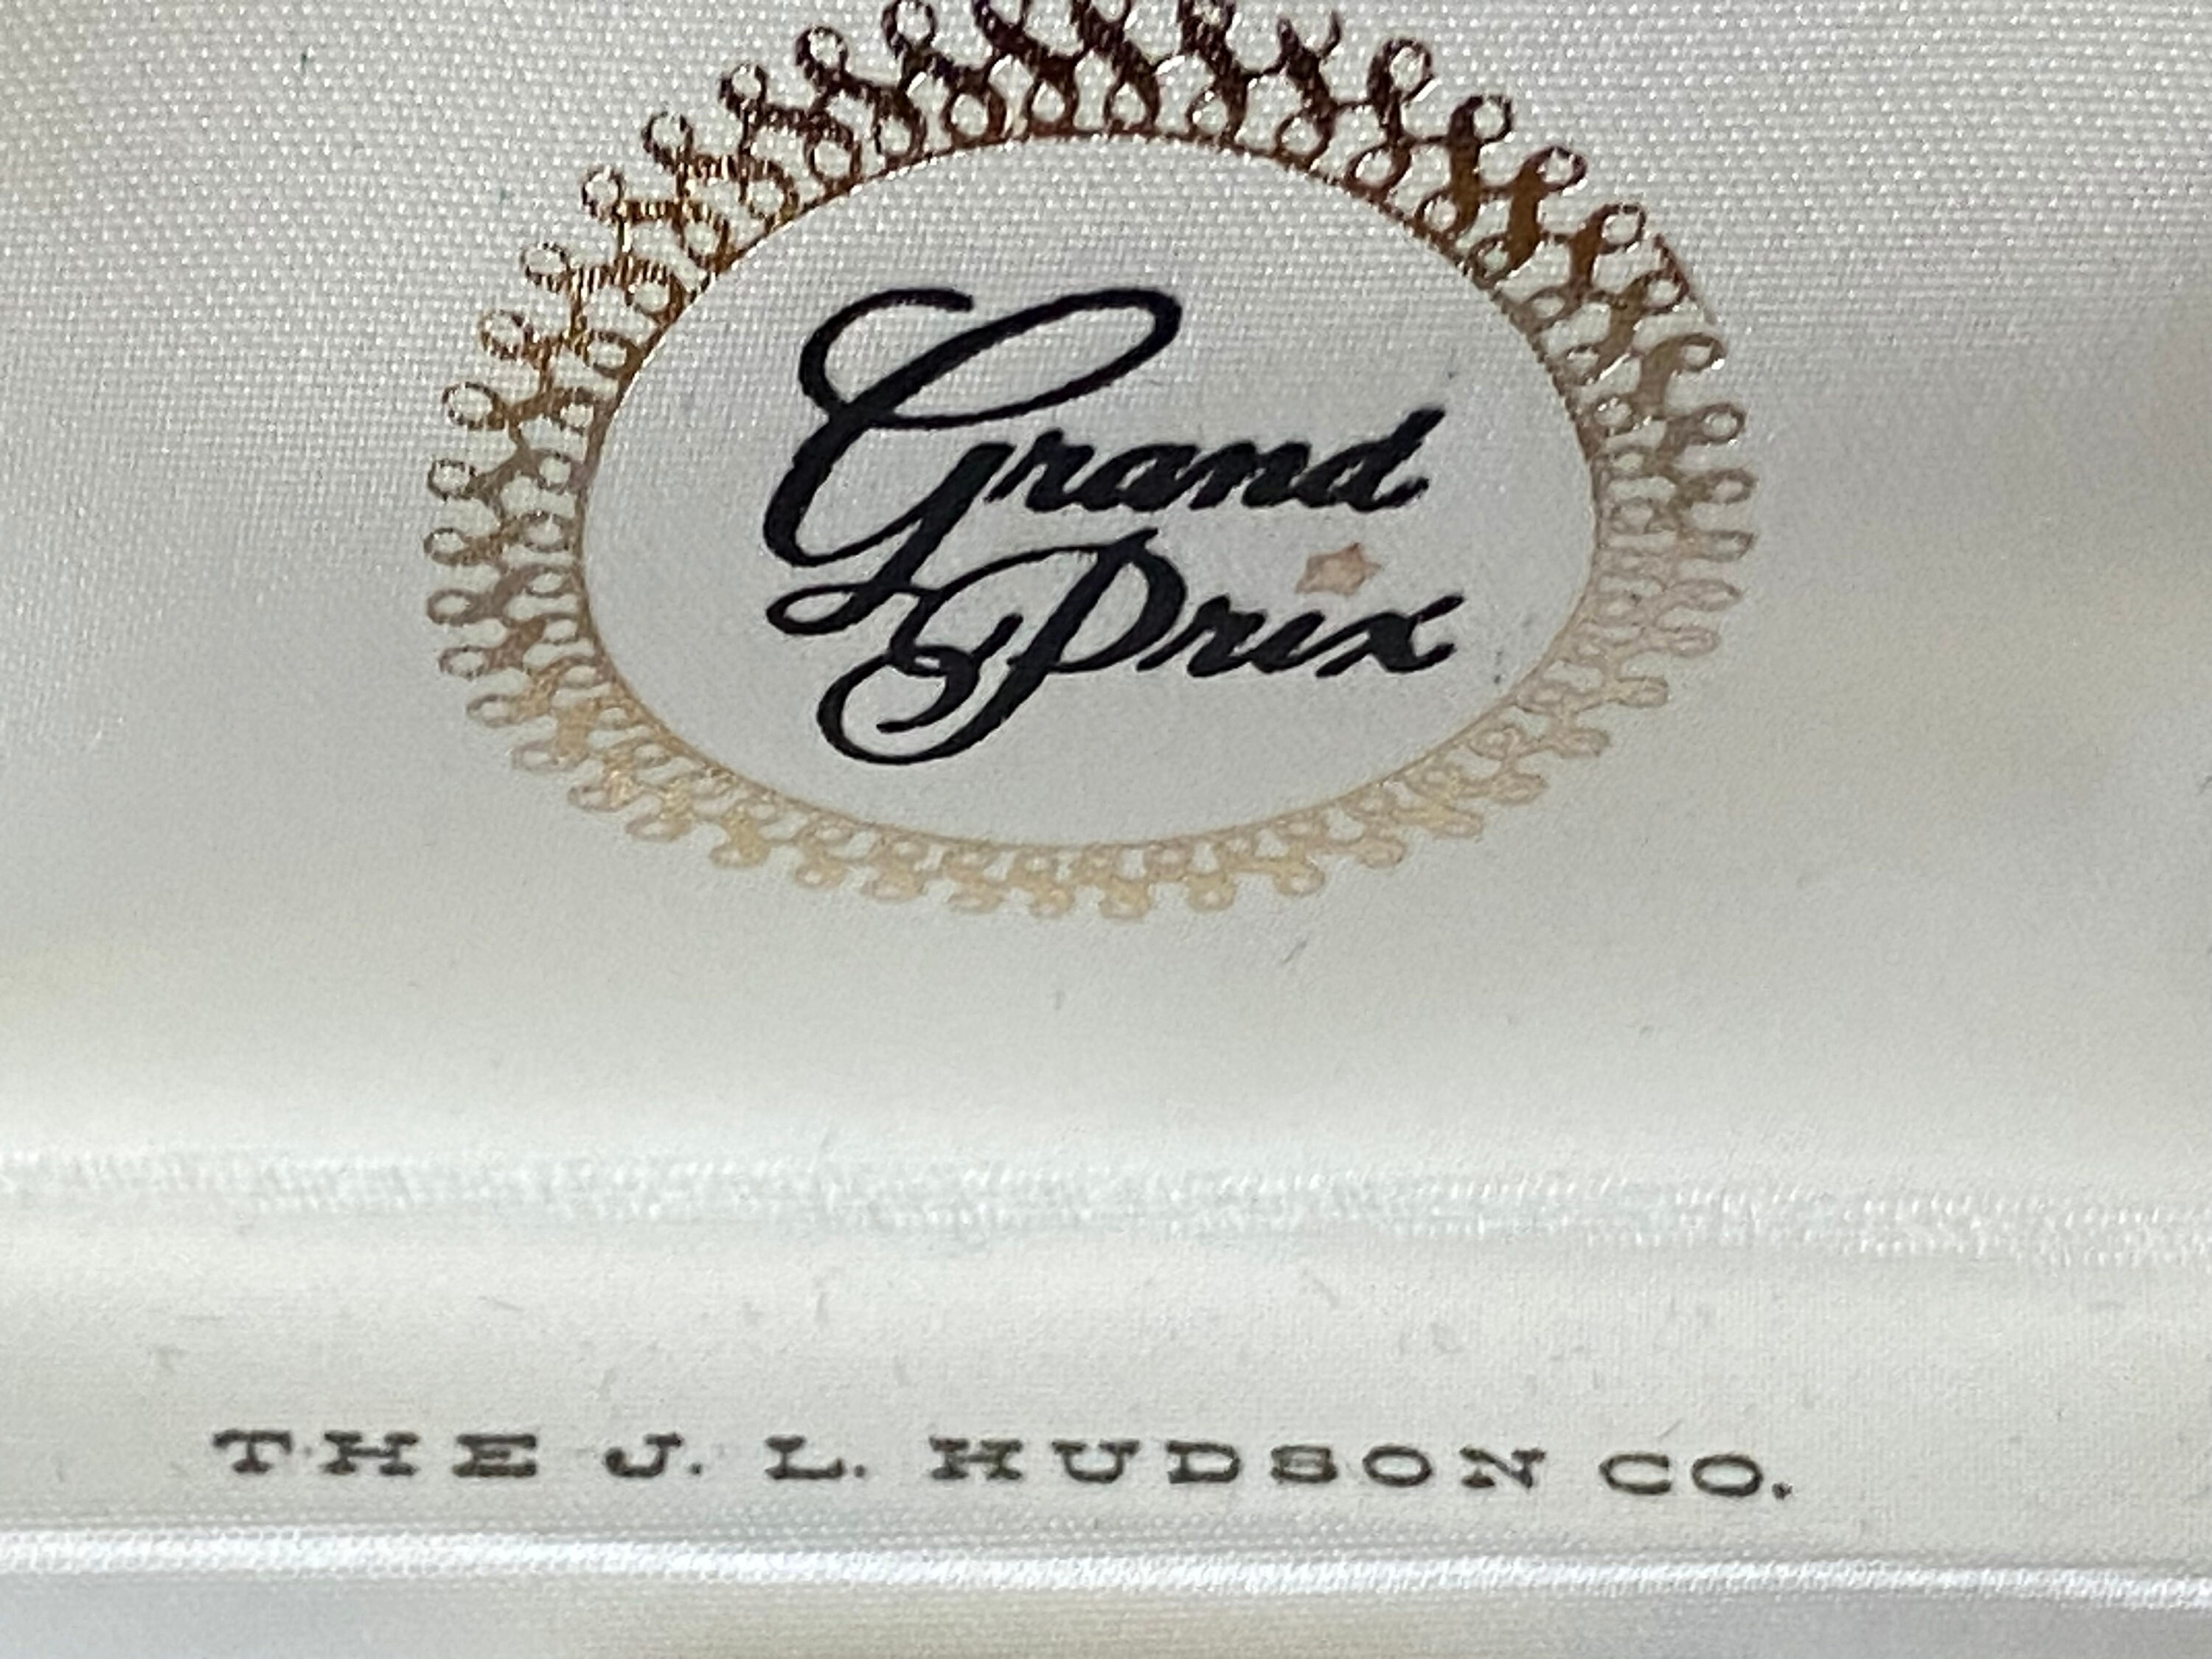 Grand
Prix
THE J. L. HUDSON CO.